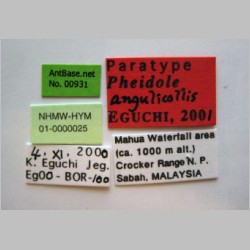 AntBase.net
No. 00931
Paratype
Pheidole
angulicollis
EGUCHI, 2001
NHMW-HYM
01-0000025
Mahua Waterfall area
(ca. 1000 m alt.)
Crocker Range N. P.
Sabah, MALAYSIA
4. XI. 2000
K. Eguchi leg.
Eg00 - BOR-100